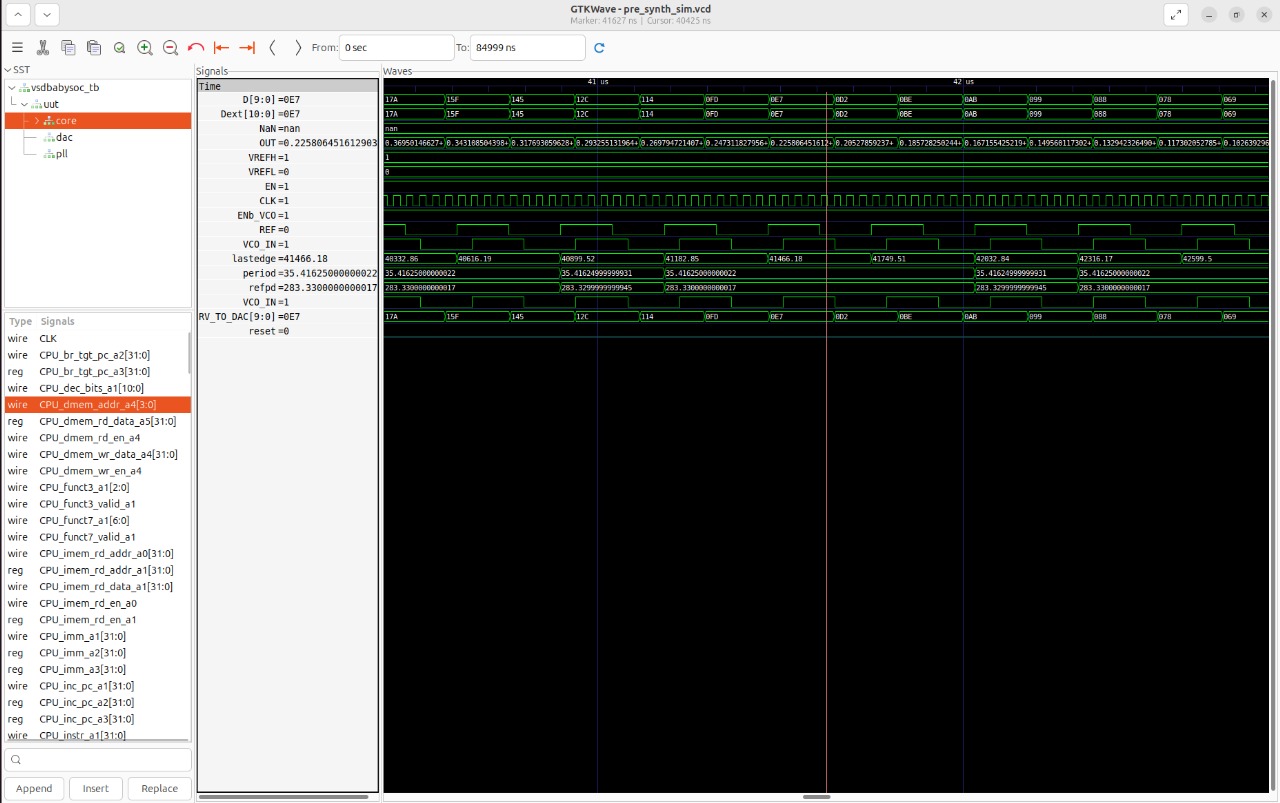 GTKWave - pre_synth_sim.vcd
Marker: 41627 ns | Cursor: 40425 ns
From: 0 sec To: 84999 ns
SST
vsdbabysoc_tb
uut
core
dac
pll
Type Signals
wire CLK
wire CPU_br_tgt_pc_a2[31:0]
reg CPU_br_tgt_pc_a3[31:0]
wire CPU_dec_bits_a1[10:0]
wire CPU_dmem_addr_a4[3:0]
reg CPU_dmem_rd_data_a5[31:0]
wire CPU_dmem_rd_en_a4
wire CPU_dmem_wr_data_a4[31:0]
wire CPU_dmem_wr_en_a4
wire CPU_funct3_a1[2:0]
wire CPU_funct3_valid_a1
wire CPU_funct7_a1[6:0]
wire CPU_funct7_valid_a1
wire CPU_imem_rd_addr_a0[31:0]
reg CPU_imem_rd_addr_a1[31:0]
wire CPU_imem_rd_data_a1[31:0]
wire CPU_imem_rd_en_a0
reg CPU_imem_rd_en_a1
wire CPU_imm_a1[31:0]
reg CPU_imm_a2[31:0]
reg CPU_imm_a3[31:0]
wire CPU_inc_pc_a1[31:0]
reg CPU_inc_pc_a2[31:0]
reg CPU_inc_pc_a3[31:0]
wire CPU_instr_a1[31:0]
Append Insert Replace
Signals
Time
D[9:0] =0E7
Dext[10:0] =0E7
NaN =nan
OUT =0.225806451612903
VREFH =1
VREFL =0
EN =1
CLK =1
ENb_VCO =1
REF =0
VCO_IN =1
lastedge =41466.18
period =35.41625000000022
refpd =283.3300000000017
VCO_IN =1
RV_TO_DAC[9:0] =0E7
reset =0
Waves
41 us 42 us
17A 15F 145 12C 114 0FD 0E7 0D2 0BE 0AB 099 088 078 069
17A 15F 145 12C 114 0FD 0E7 0D2 0BE 0AB 099 088 078 069
nan
0.36950146627+ 0.343108504398+ 0.317693059628+ 0.293255131964+ 0.269794721407+ 0.247311827956+ 0.225806451612+ 0.20527859237+ 0.185728250244+ 0.167155425219+ 0.149560117302+ 0.132942326490+ 0.117302052785+ 0.102639296
1
0
40332.86 40616.19 40899.52 41182.85 41466.18 41749.51 42032.84 42316.17 42599.5
35.41625000000022 35.41624999999931 35.41625000000022 35.41624999999931 35.41625000000022
283.3300000000017 283.3299999999945 283.3300000000017 283.3299999999945 283.3300000000017
17A 15F 145 12C 114 0FD 0E7 0D2 0BE 0AB 099 088 078 069